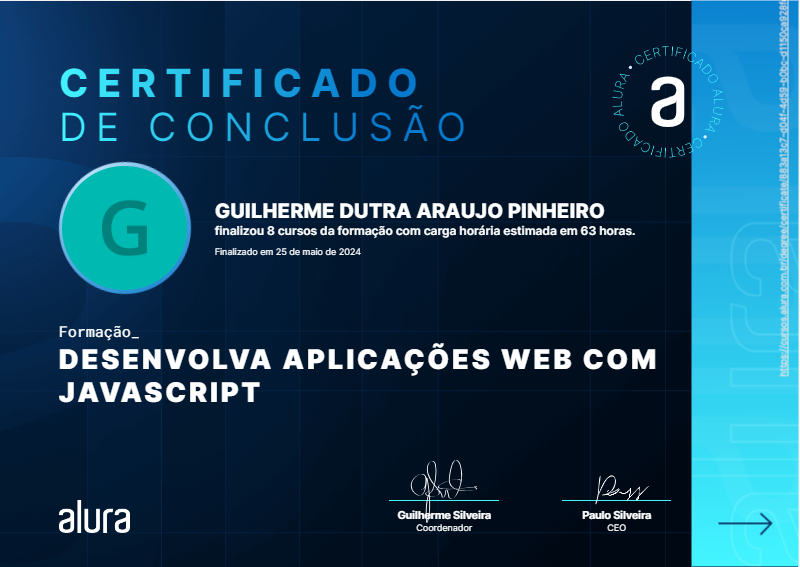 CERTIFICADO
DE CONCLUSÃO
CERTIFICADO ALURA • CERTIFICADO ALURA •
a
G
GUILHERME DUTRA ARAUJO PINHEIRO
finalizou 8 cursos da formação com carga horária estimada em 63 horas.
Finalizado em 25 de maio de 2024
Formação_
DESENVOLVA APLICAÇÕES WEB COM
JAVASCRIPT
alura
Guilherme Silveira
Coordenador
Paulo Silveira
CEO
alura